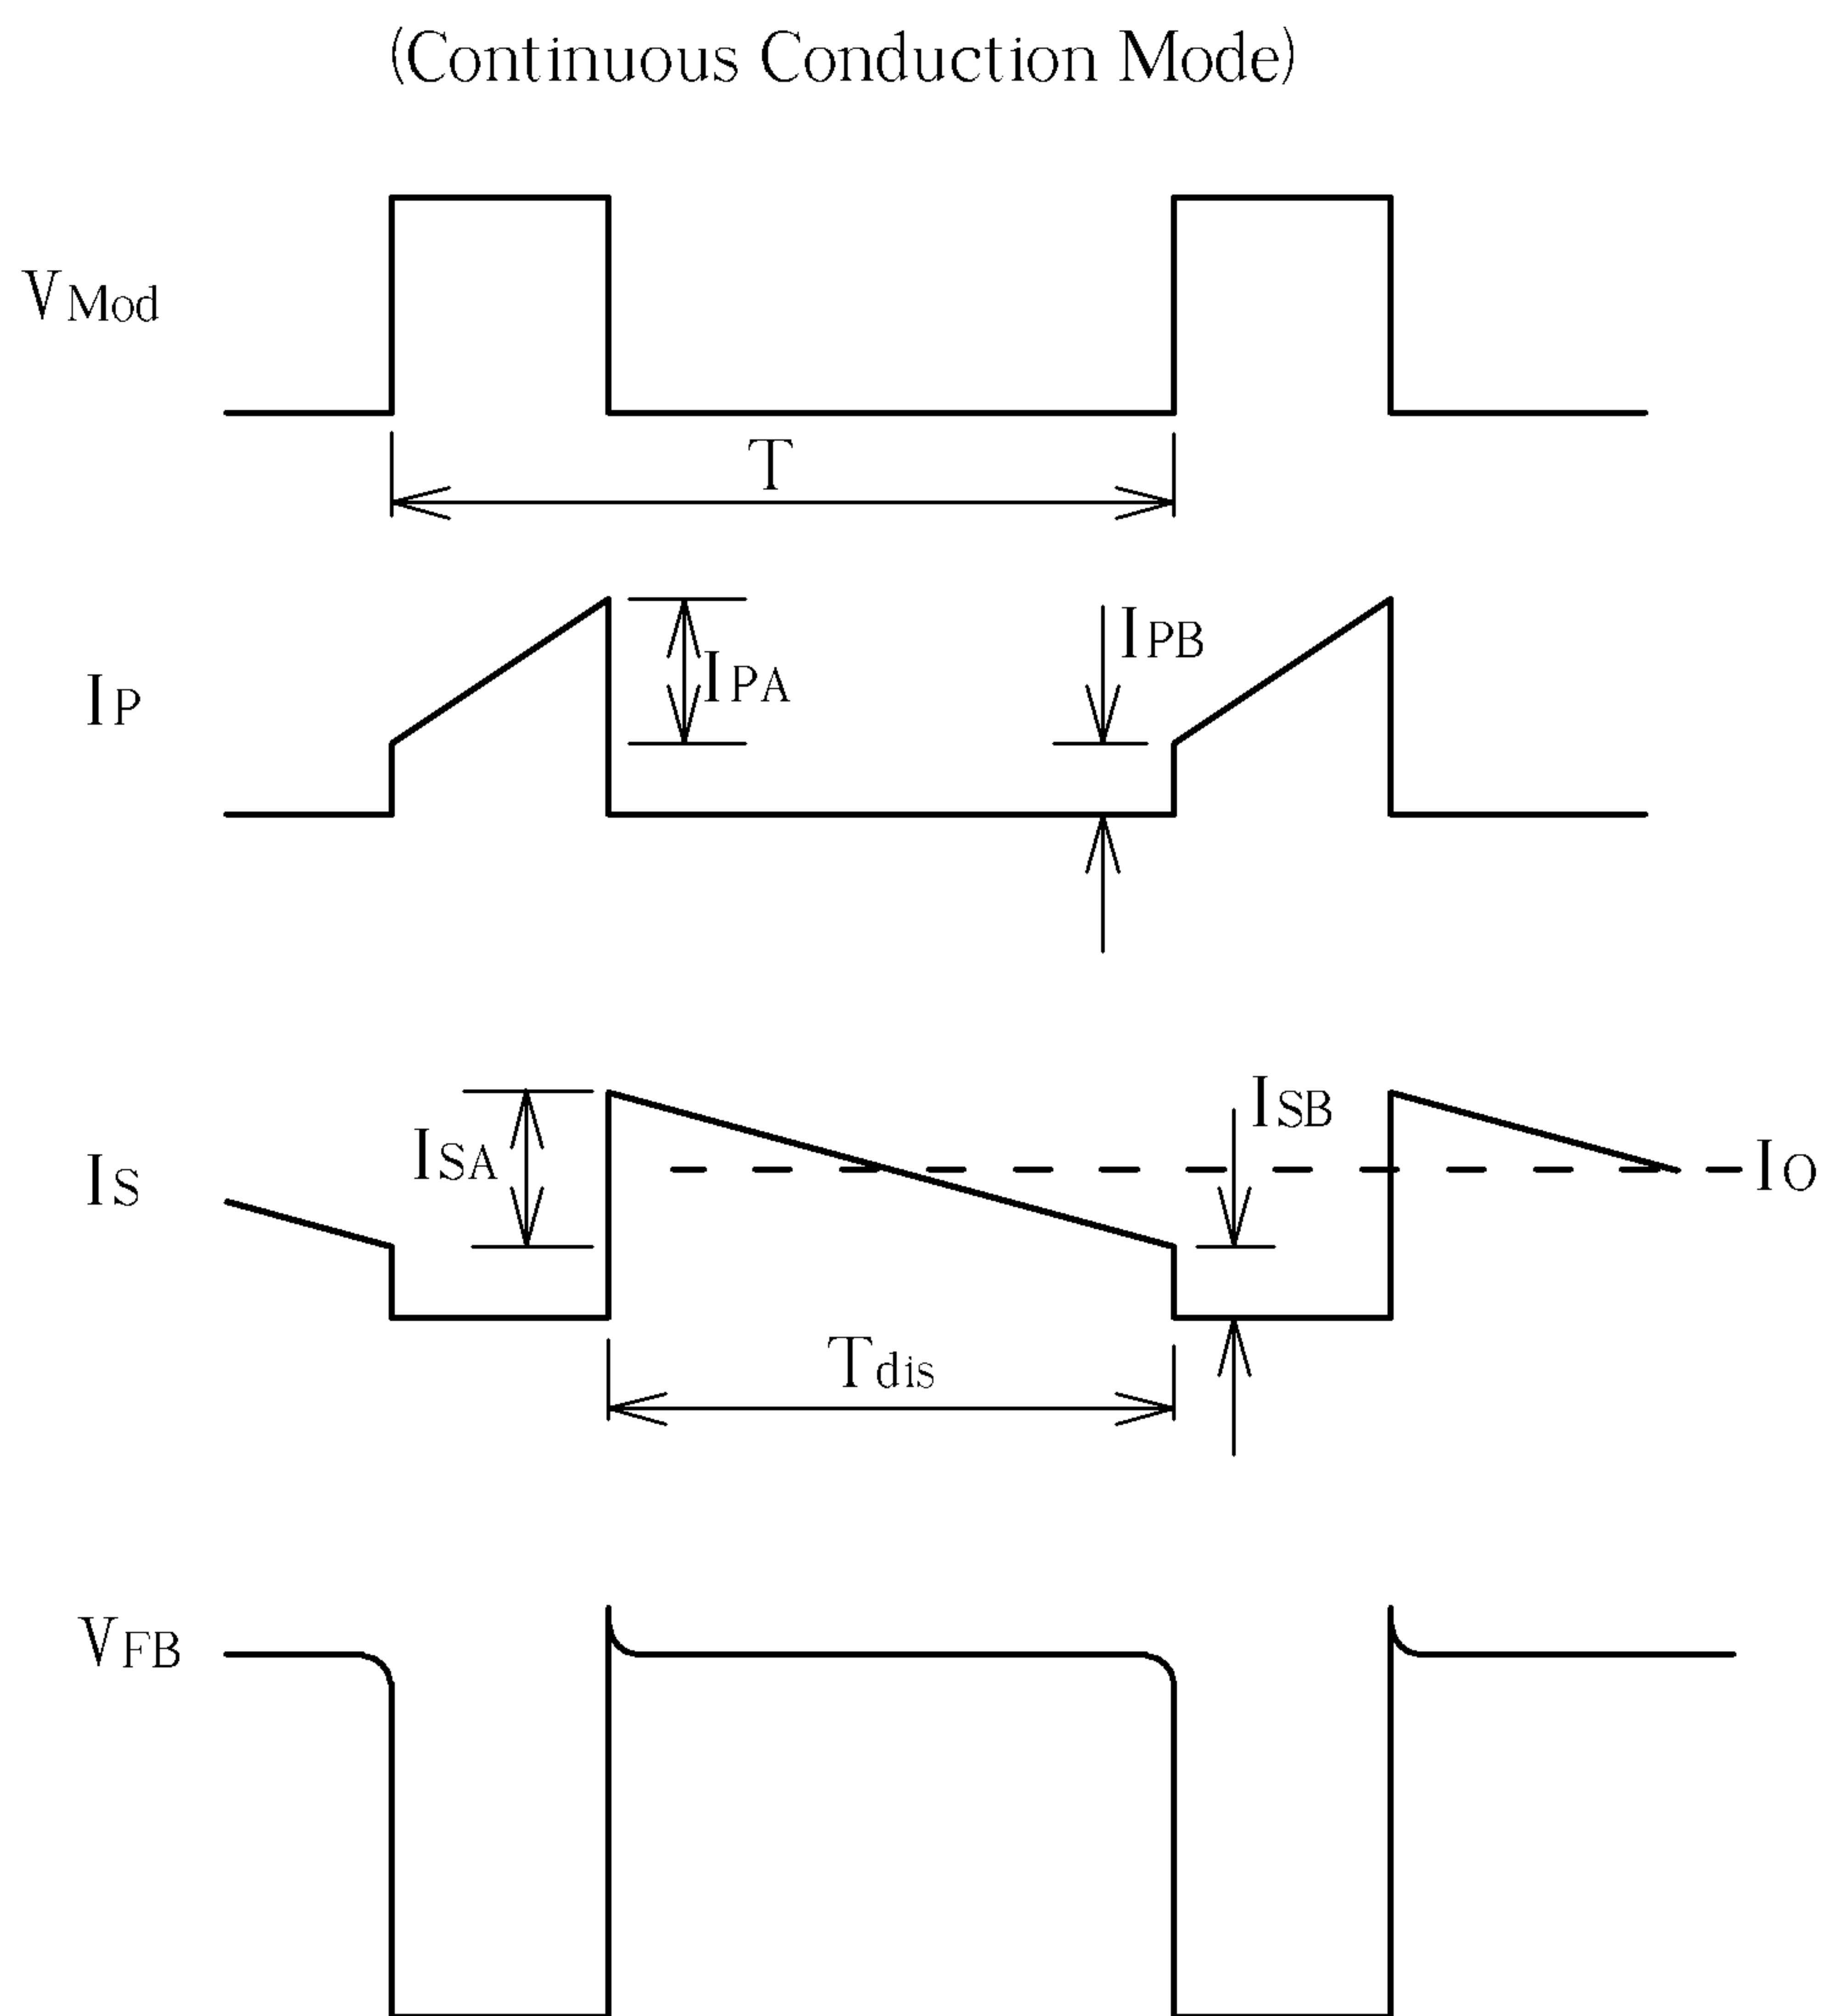 (Continuous Conduction Mode)
VMod
T
IP
IPA
IPB
IS
ISA
ISB
IO
Tdis
VFB